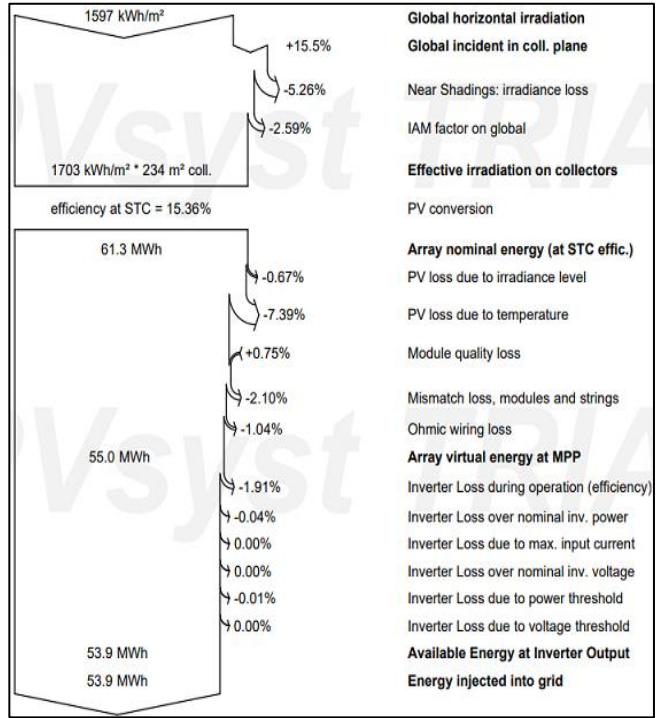 1597 kWh/m² Global horizontal irradiation
+15.5% Global incident in coll. plane
-5.26% Near Shadings: irradiance loss
-2.59% IAM factor on global
1703 kWh/m² * 234 m² coll. Effective irradiation on collectors
efficiency at STC = 15.36% PV conversion
61.3 MWh Array nominal energy (at STC effic.)
-0.67% PV loss due to irradiance level
-7.39% PV loss due to temperature
+0.75% Module quality loss
-2.10% Mismatch loss, modules and strings
-1.04% Ohmic wiring loss
55.0 MWh Array virtual energy at MPP
-1.91% Inverter Loss during operation (efficiency)
-0.04% Inverter Loss over nominal inv. power
0.00% Inverter Loss due to max. input current
0.00% Inverter Loss over nominal inv. voltage
-0.01% Inverter Loss due to power threshold
0.00% Inverter Loss due to voltage threshold
53.9 MWh Available Energy at Inverter Output
53.9 MWh Energy injected into grid
PVsyst TRIA
PVsyst TRIA